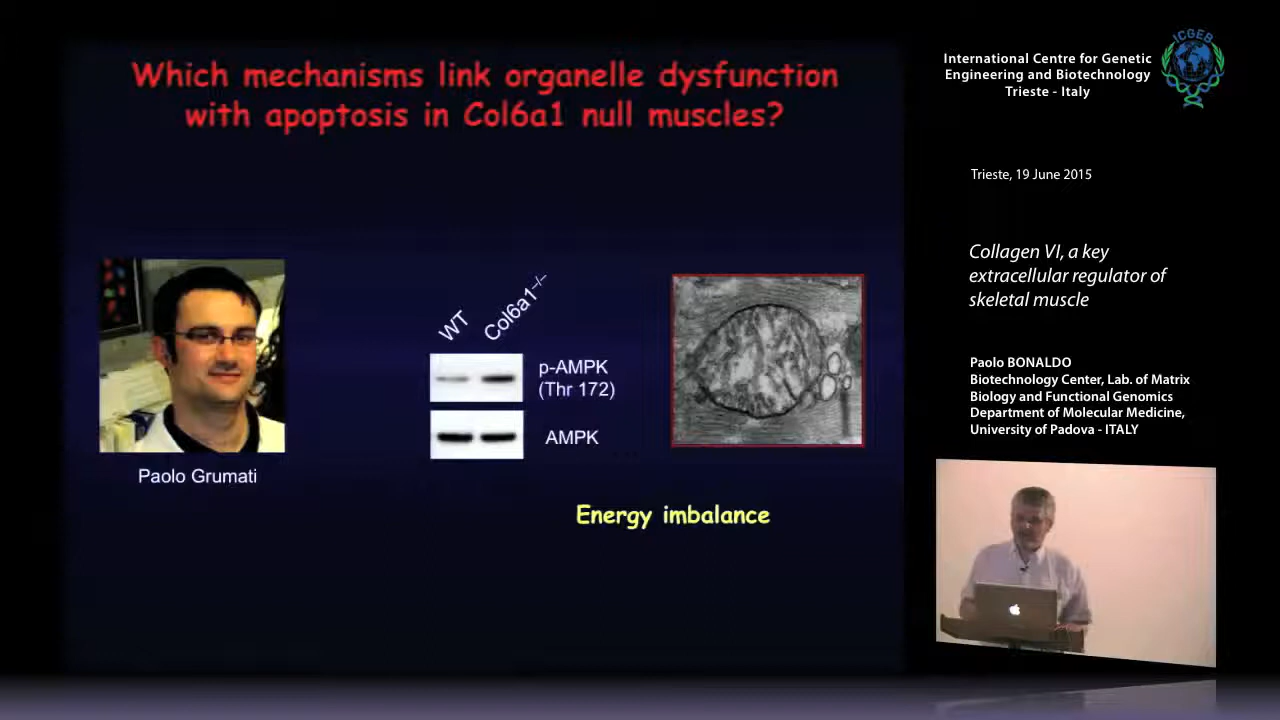 Which mechanisms link organelle dysfunction
with apoptosis in Col6a1 null muscles?
Paolo Grumati
WT
Col6a1–/–
p-AMPK
(Thr 172)
AMPK
Energy imbalance
ICGEB
International Centre for Genetic
Engineering and Biotechnology
Trieste - Italy
Trieste, 19 June 2015
Collagen VI, a key
extracellular regulator of
skeletal muscle
Paolo BONALDO
Biotechnology Center, Lab. of Matrix
Biology and Functional Genomics
Department of Molecular Medicine,
University of Padova - ITALY